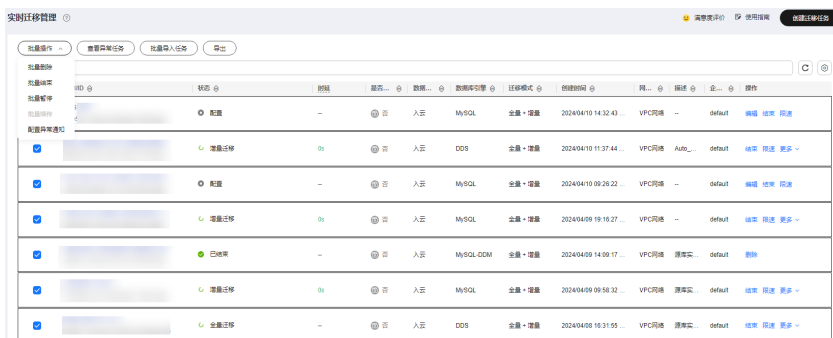 实时迁移管理
满意度评价 使用指南 创建迁移任务
批量操作 查看异常任务 批量导入任务 导出
批量删除
批量结束
批量暂停
配置异常通知
/ID 状态 时延 是否... 数据... 数据库引擎 迁移模式 创建时间 网... 描述 企... 操作
配置 -- 否 入云 MySQL 全量+增量 2024/04/10 14:32:43 ... VPC网络 -- default 编辑 结束 限速
增量迁移 0s 否 入云 DDS 全量+增量 2024/04/10 11:37:44 ... VPC网络 Auto_... default 结束 限速 更多
配置 -- 否 入云 MySQL 全量+增量 2024/04/10 09:26:22 ... VPC网络 -- default 编辑 结束 限速
增量迁移 0s 否 入云 MySQL 全量+增量 2024/04/09 19:16:27 ... VPC网络 -- default 结束 限速 更多
已结束 -- 否 入云 MySQL-DDM 全量+增量 2024/04/09 14:09:17 ... VPC网络 源库实... default 删除
增量迁移 0s 否 入云 MySQL 全量+增量 2024/04/09 09:58:32 ... VPC网络 源库实... default 结束 限速 更多
全量迁移 -- 否 入云 DDS 全量+增量 2024/04/08 16:31:55 ... VPC网络 源库实... default 结束 限速 更多